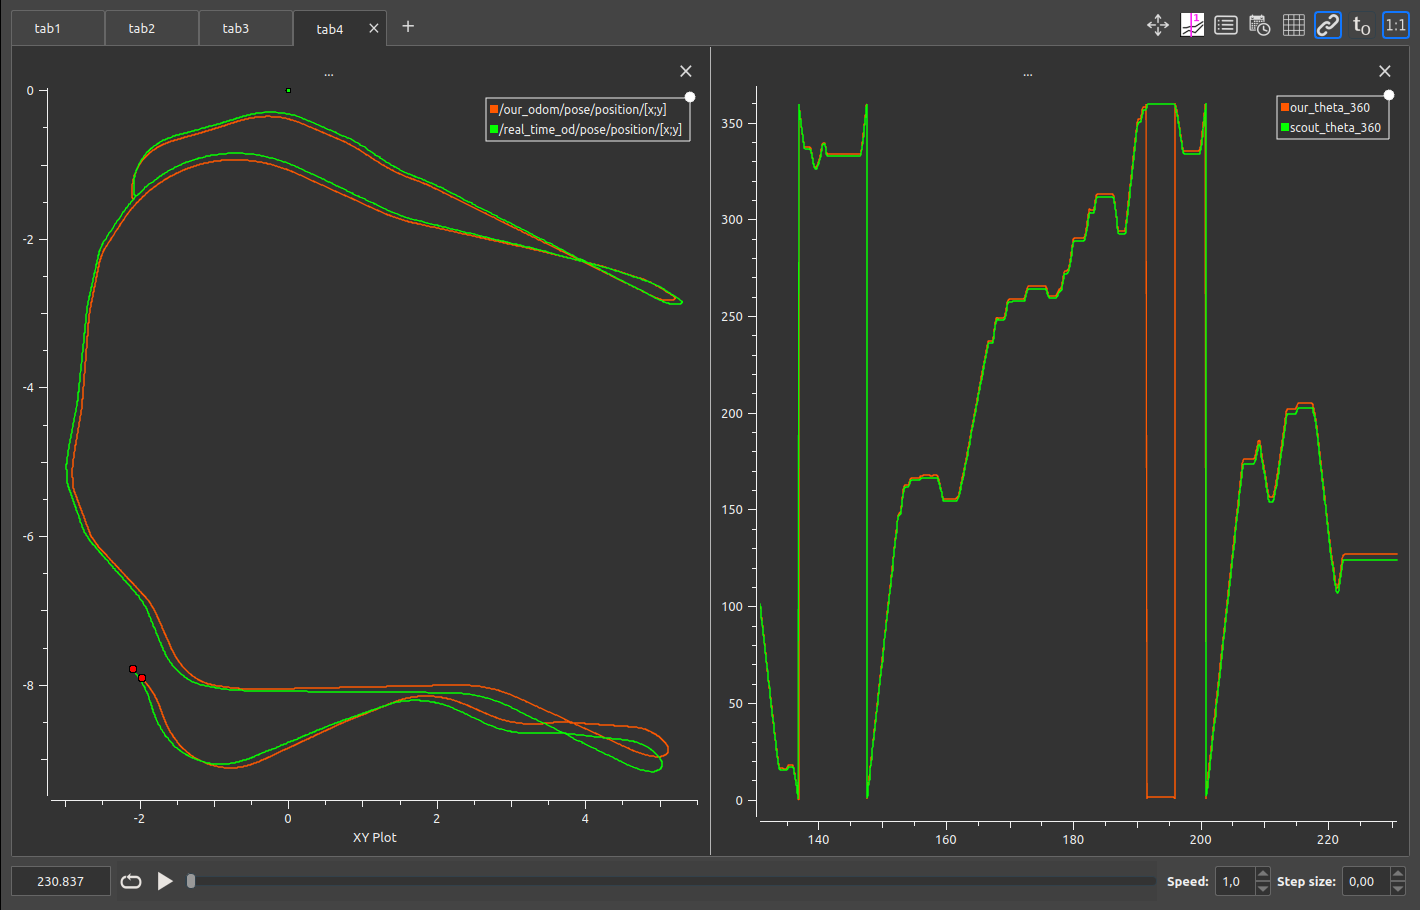 tab1 tab2 tab3 tab4 × +
1 t0 1:1
... ×
/our_odom/pose/position/[x;y]
/real_time_od/pose/position/[x;y]
0
-2
-4
-6
-8
-2 0 2 4
XY Plot
... ×
our_theta_360
scout_theta_360
350
300
250
200
150
100
50
0
140 160 180 200 220
230.837 Speed: 1,0 Step size: 0,00